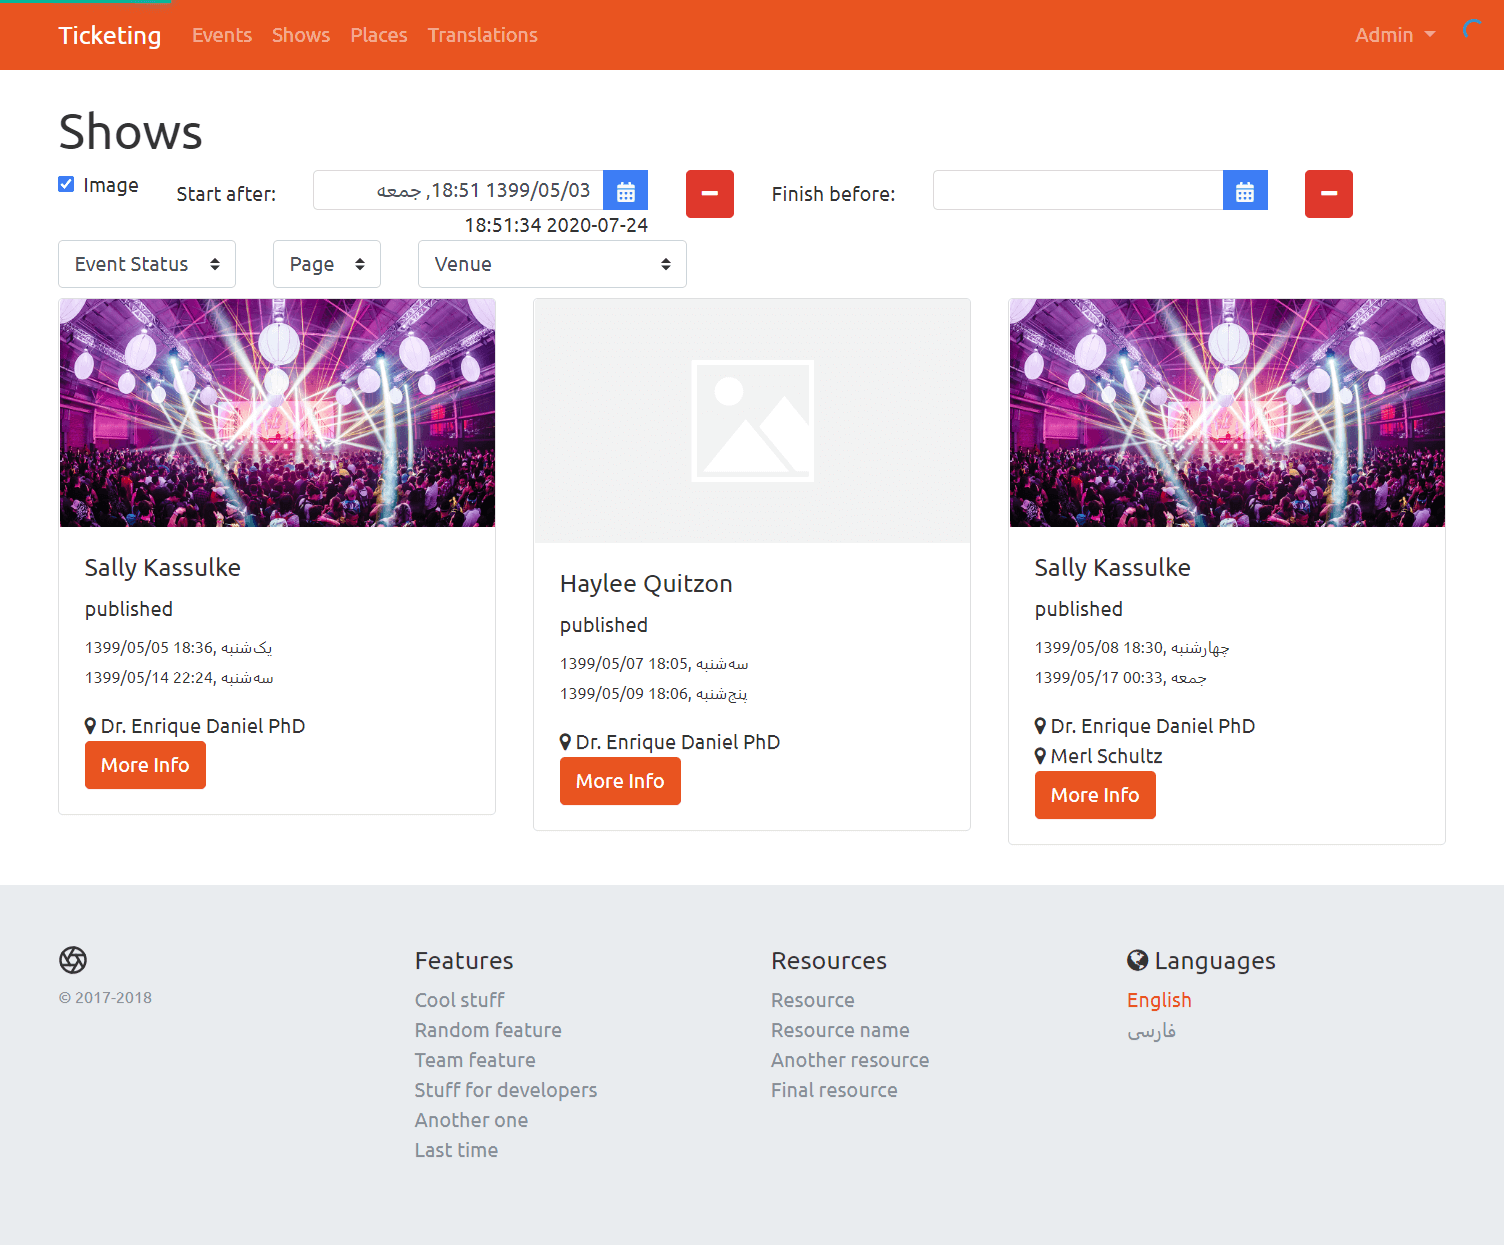 Ticketing Events Shows Places Translations Admin
Shows
Image Start after: 1399/05/03 18:51, جمعه Finish before:
18:51:34 2020-07-24
Event Status Page Venue
Sally Kassulke
published
1399/05/05 18:36, یک‌شنبه
1399/05/14 22:24, سه‌شنبه
Dr. Enrique Daniel PhD
More Info
Haylee Quitzon
published
1399/05/07 18:05, سه‌شنبه
1399/05/09 18:06, پنج‌شنبه
Dr. Enrique Daniel PhD
More Info
Sally Kassulke
published
1399/05/08 18:30, چهارشنبه
1399/05/17 00:33, جمعه
Dr. Enrique Daniel PhD
Merl Schultz
More Info
© 2017-2018
Features
Cool stuff
Random feature
Team feature
Stuff for developers
Another one
Last time
Resources
Resource
Resource name
Another resource
Final resource
Languages
English
فارسی